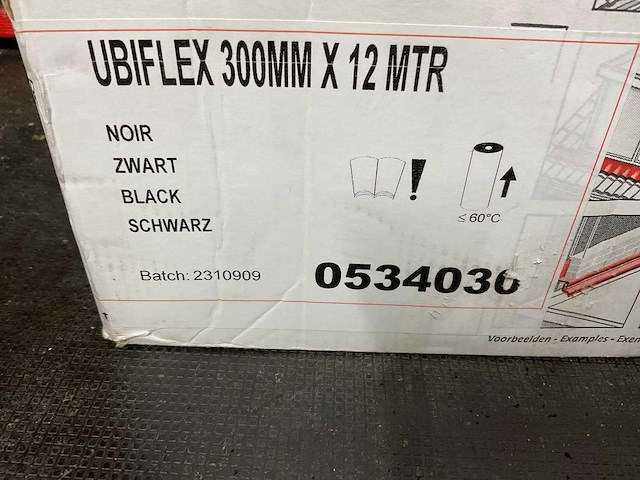 UBIFLEX 300MM X 12 MTR
NOIR
ZWART
BLACK
SCHWARZ
≤ 60°C
Batch: 2310909
0534030
Voorbeelden - Examples -